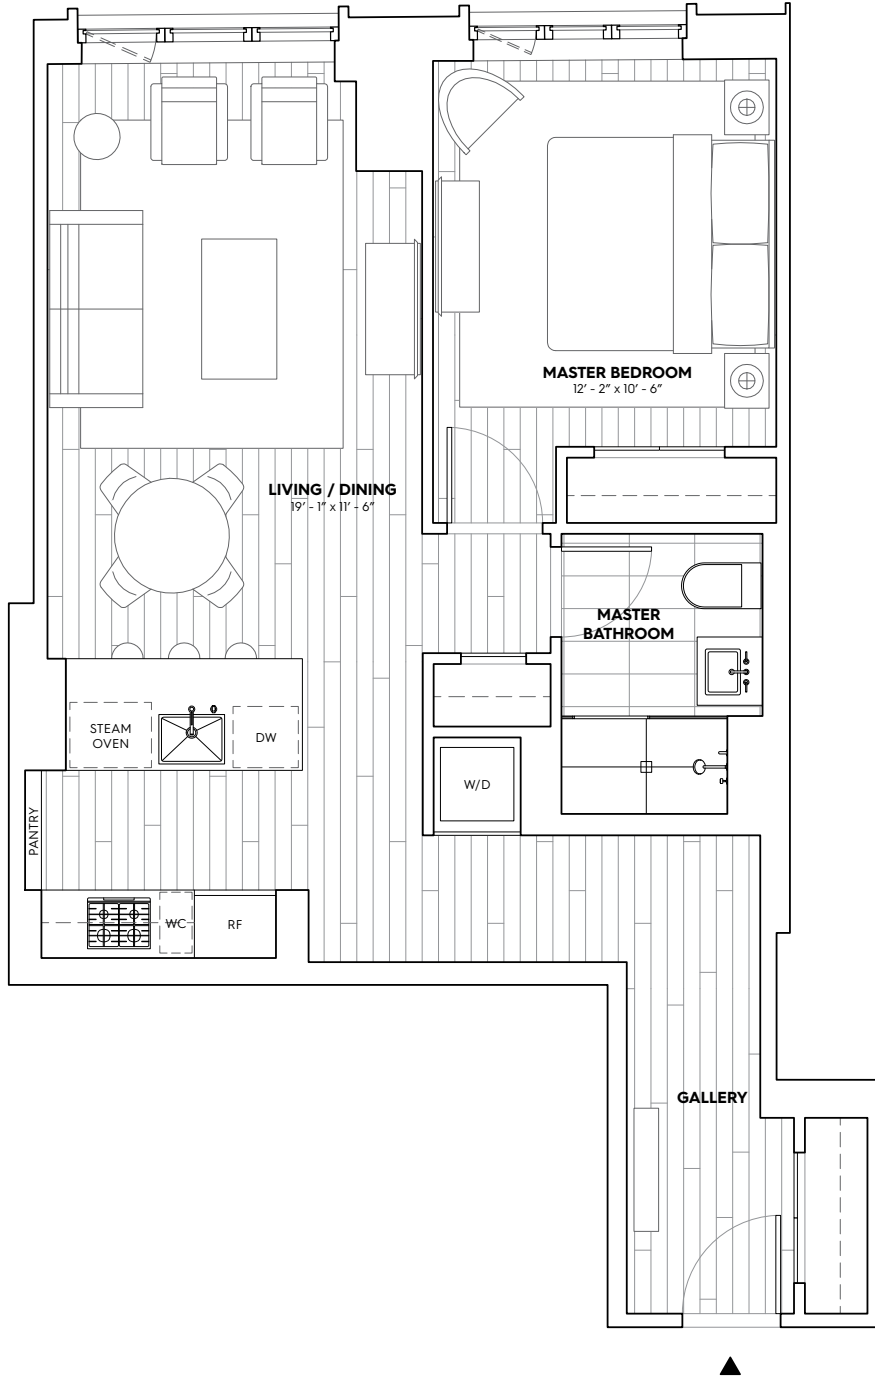 MASTER BEDROOM
12' - 2" x 10' - 6"
LIVING / DINING
19' - 1" x 11' - 6"
MASTER
BATHROOM
STEAM
OVEN
DW
W/D
PANTRY
WC
RF
GALLERY